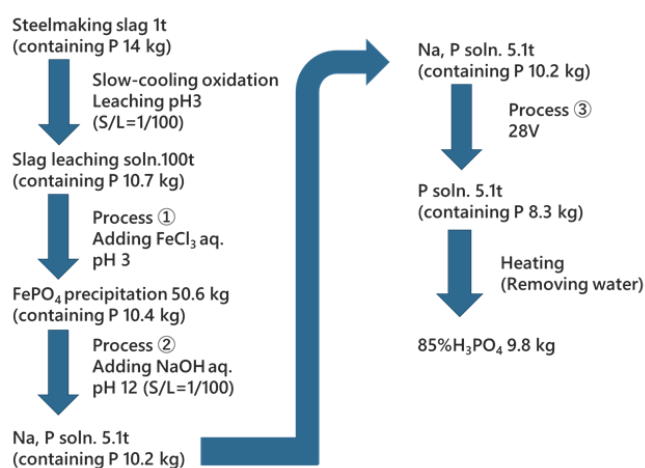 Steelmaking slag 1t
(containing P 14 kg)
Slow-cooling oxidation
Leaching pH3
(S/L=1/100)
Slag leaching soln.100t
(containing P 10.7 kg)
Process ①
Adding FeCl₃ aq.
pH 3
FePO₄ precipitation 50.6 kg
(containing P 10.4 kg)
Process ②
Adding NaOH aq.
pH 12 (S/L=1/100)
Na, P soln. 5.1t
(containing P 10.2 kg)
Na, P soln. 5.1t
(containing P 10.2 kg)
Process ③
28V
P soln. 5.1t
(containing P 8.3 kg)
Heating
(Removing water)
85%H₃PO₄ 9.8 kg